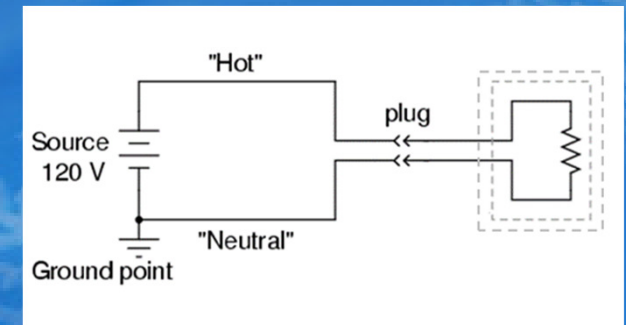 "Hot"
plug
Source
120 V
"Neutral"
Ground point